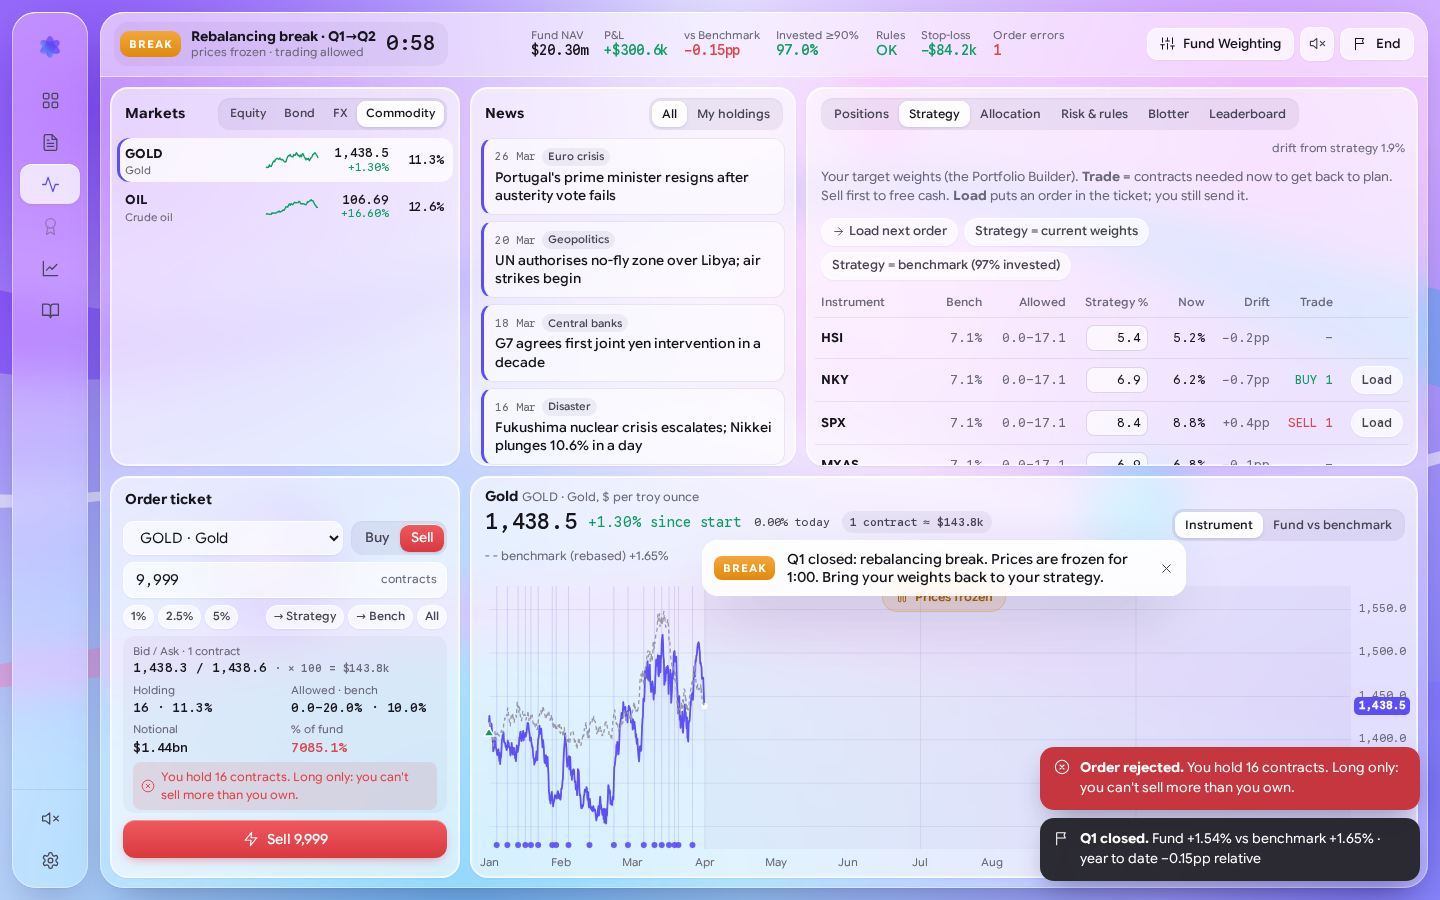 BREAK
Rebalancing break · Q1→Q2
prices frozen · trading allowed
0:58
Fund NAV
$20.30m
P&L
+$300.6k
vs Benchmark
−0.15pp
Invested ≥90%
97.0%
Rules
OK
Stop-loss
−$84.2k
Order errors
1
Fund Weighting
End
Markets
Equity
Bond
FX
Commodity
GOLD
Gold
1,438.5
+1.30%
11.3%
OIL
Crude oil
106.69
+16.60%
12.6%
News
All
My holdings
26 Mar Euro crisis
Portugal's prime minister resigns after
austerity vote fails
20 Mar Geopolitics
UN authorises no-fly zone over Libya; air
strikes begin
18 Mar Central banks
G7 agrees first joint yen intervention in a
decade
16 Mar Disaster
Fukushima nuclear crisis escalates; Nikkei
plunges 10.6% in a day
Positions
Strategy
Allocation
Risk & rules
Blotter
Leaderboard
drift from strategy 1.9%
Your target weights (the Portfolio Builder). Trade = contracts needed now to get back to plan.
Sell first to free cash. Load puts an order in the ticket; you still send it.
→ Load next order
Strategy = current weights
Strategy = benchmark (97% invested)
Instrument Bench Allowed Strategy % Now Drift Trade
HSI 7.1% 0.0–17.1 5.4 5.2% −0.2pp –
NKY 7.1% 0.0–17.1 6.9 6.2% −0.7pp BUY 1 Load
SPX 7.1% 0.0–17.1 8.4 8.8% +0.4pp SELL 1 Load
MXAS 7.1% 0.0–17.1 6.9 6.8% −0.1pp –
Order ticket
GOLD · Gold
Buy
Sell
9,999
contracts
1%
2.5%
5%
→ Strategy
→ Bench
All
Bid / Ask · 1 contract
1,438.3 / 1,438.6 · × 100 = $143.8k
Holding
16 · 11.3%
Allowed · bench
0.0–20.0% · 10.0%
Notional
$1.44bn
% of fund
7085.1%
You hold 16 contracts. Long only: you can't
sell more than you own.
Sell 9,999
Gold GOLD · Gold, $ per troy ounce
1,438.5 +1.30% since start 0.00% today 1 contract ≈ $143.8k
Instrument
Fund vs benchmark
- - benchmark (rebased) +1.65%
BREAK
Q1 closed: rebalancing break. Prices are frozen for
1:00. Bring your weights back to your strategy.
Prices frozen
1,550.0
1,500.0
1,450.0
1,438.5
1,400.0
Jan Feb Mar Apr May Jun Jul Aug
Order rejected. You hold 16 contracts. Long only:
you can't sell more than you own.
Q1 closed. Fund +1.54% vs benchmark +1.65% ·
year to date −0.15pp relative